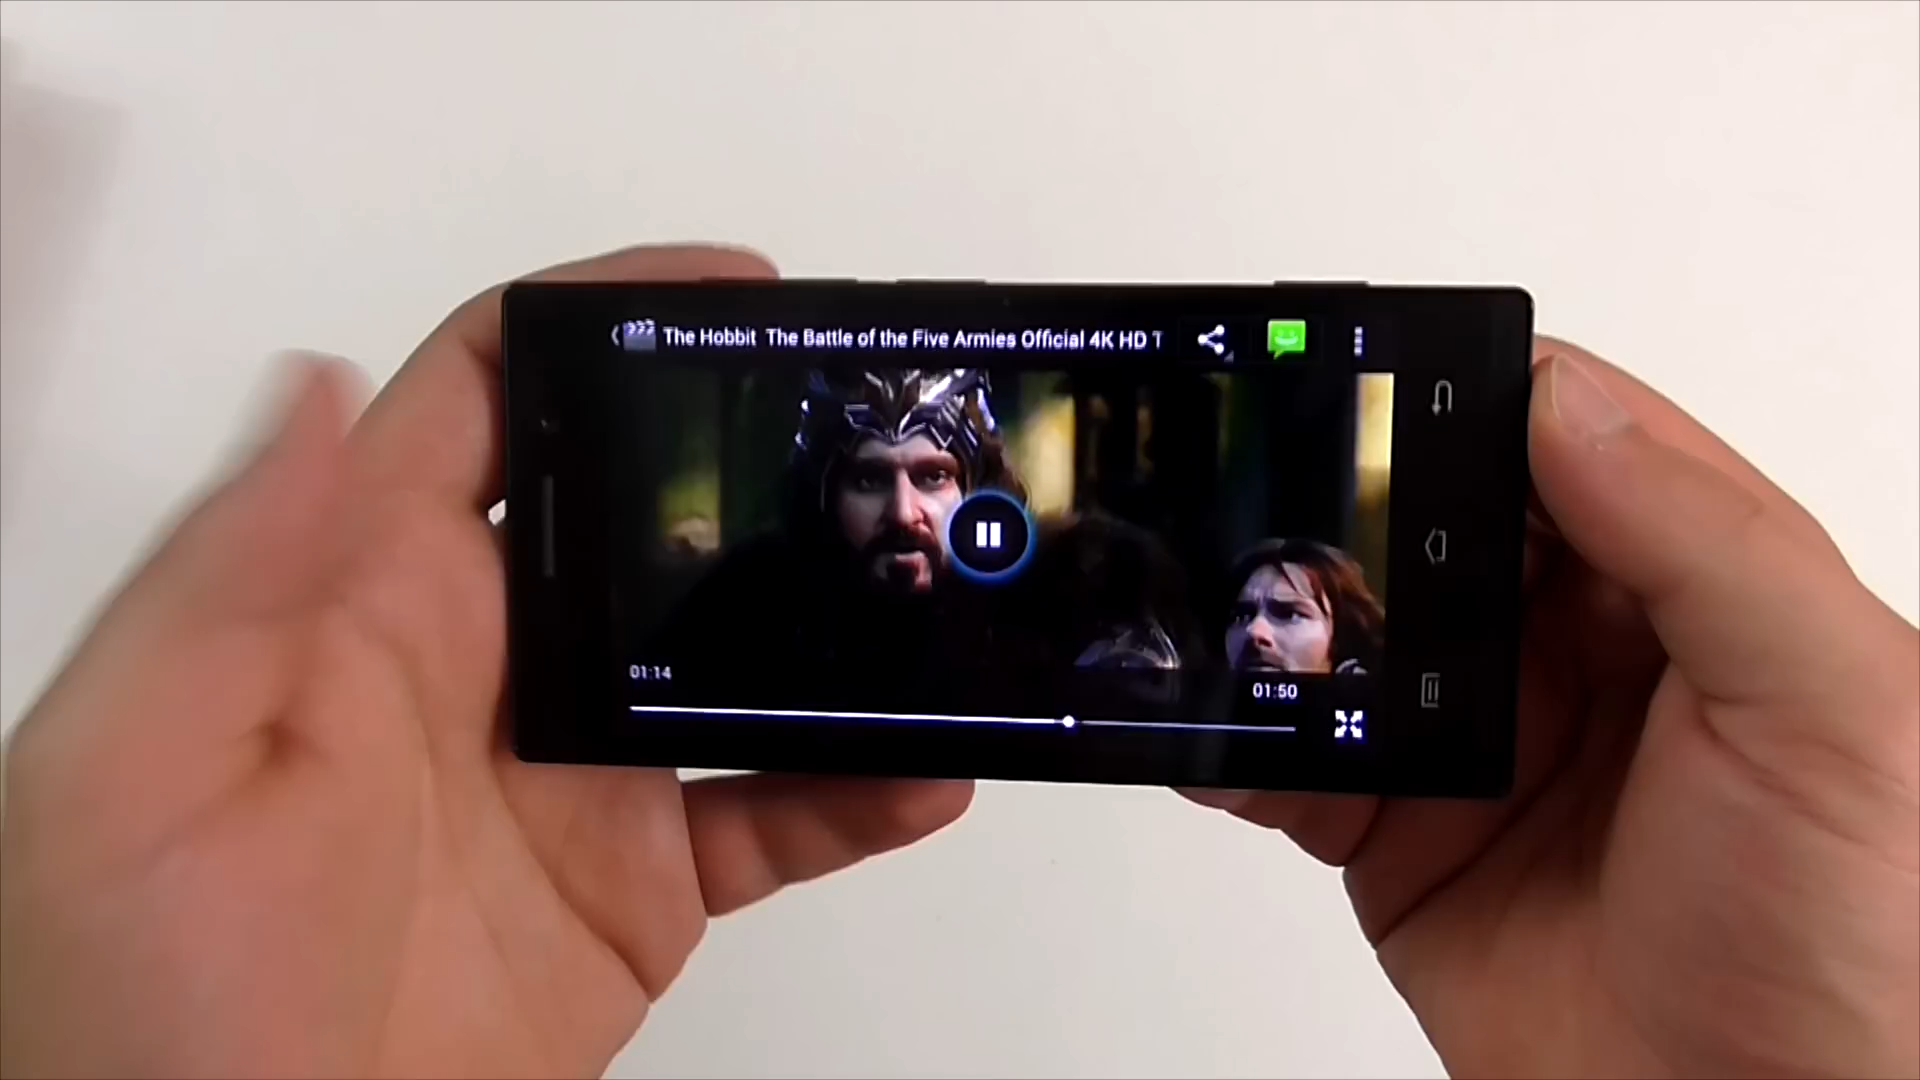 The Hobbit The Battle of the Five Armies Official 4K HD T
01:14
01:50